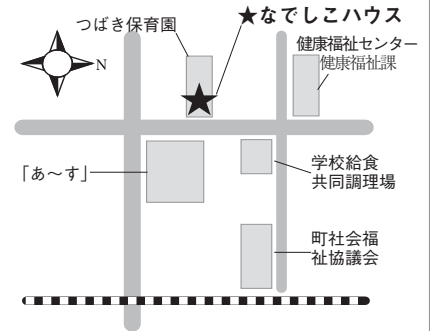 ★なでしこハウス
つばき保育園
健康福祉センター
健康福祉課
N
「あ〜す」
学校給食
共同調理場
町社会福
祉協議会